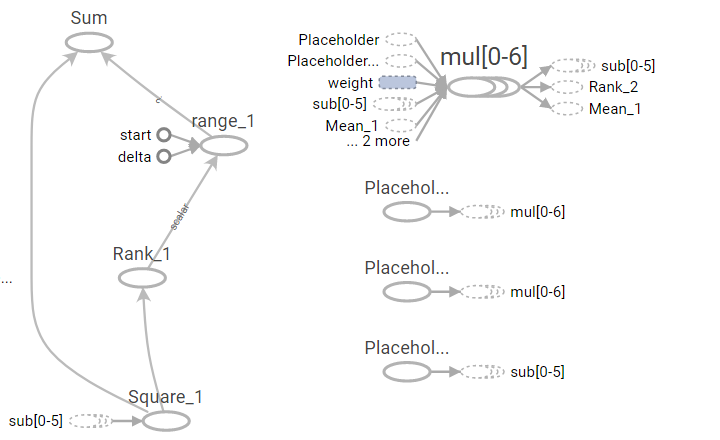 Sum
range_1
start
delta
scalar
Rank_1
...
Square_1
sub[0-5]
Placeholder
Placeholder...
weight
sub[0-5]
Mean_1
... 2 more
mul[0-6]
sub[0-5]
Rank_2
Mean_1
Placehol...
mul[0-6]
Placehol...
mul[0-6]
Placehol...
sub[0-5]